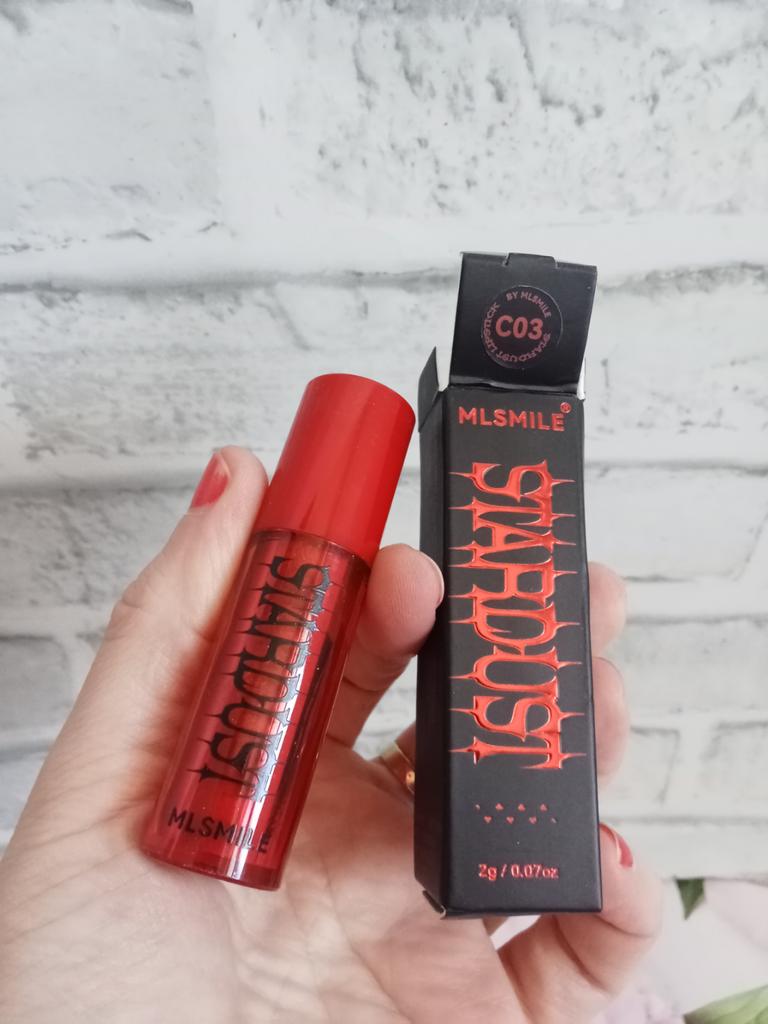 BY MLSMILE
C03
STARDUST LIPSTICK
MLSMILE®
STARDUST
2g / 0.07oz
STARDUST
MLSMILE